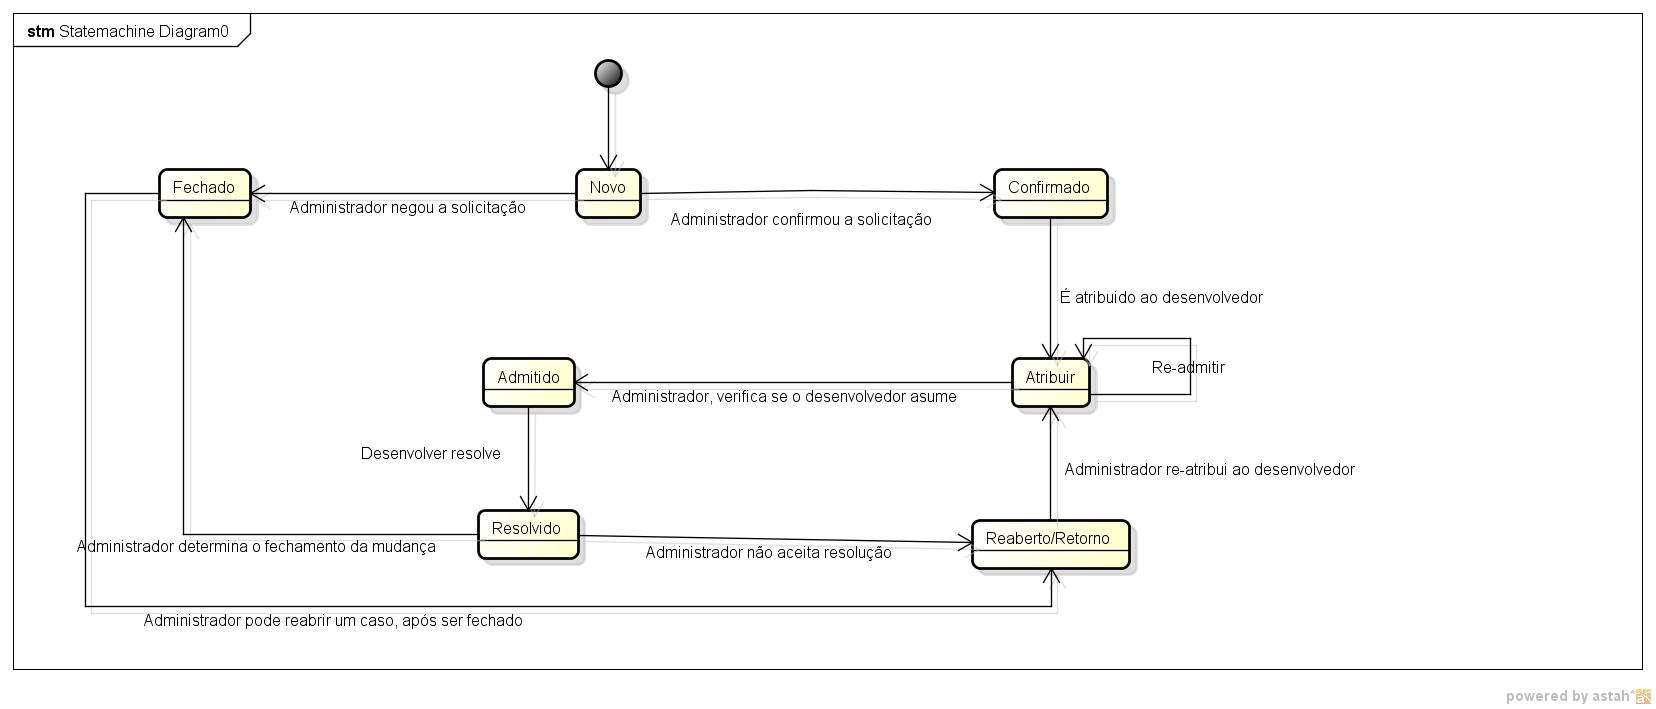 stm Statemachine Diagram0
Fechado
Novo
Confirmado
Administrador negou a solicitação
Administrador confirmou a solicitação
É atribuido ao desenvolvedor
Admitido
Atribuir
Re-admitir
Administrador, verifica se o desenvolvedor asume
Desenvolver resolve
Administrador re-atribui ao desenvolvedor
Resolvido
Reaberto/Retorno
Administrador determina o fechamento da mudança
Administrador não aceita resolução
Administrador pode reabrir um caso, após ser fechado
powered by astah*